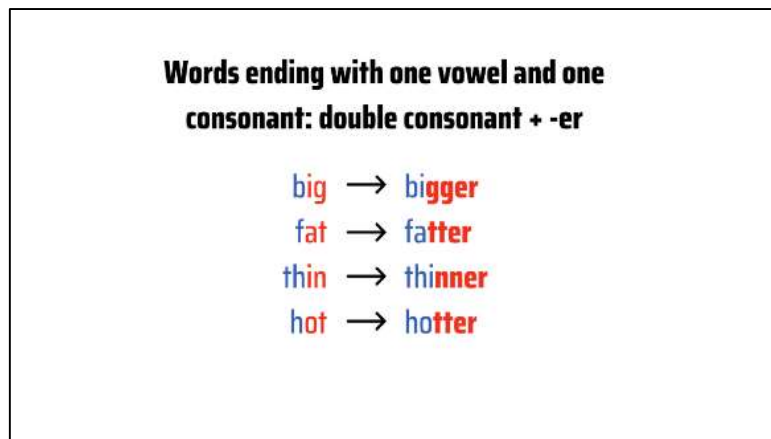 Words ending with one vowel and one
consonant: double consonant + -er
big → bigger
fat → fatter
thin → thinner
hot → hotter